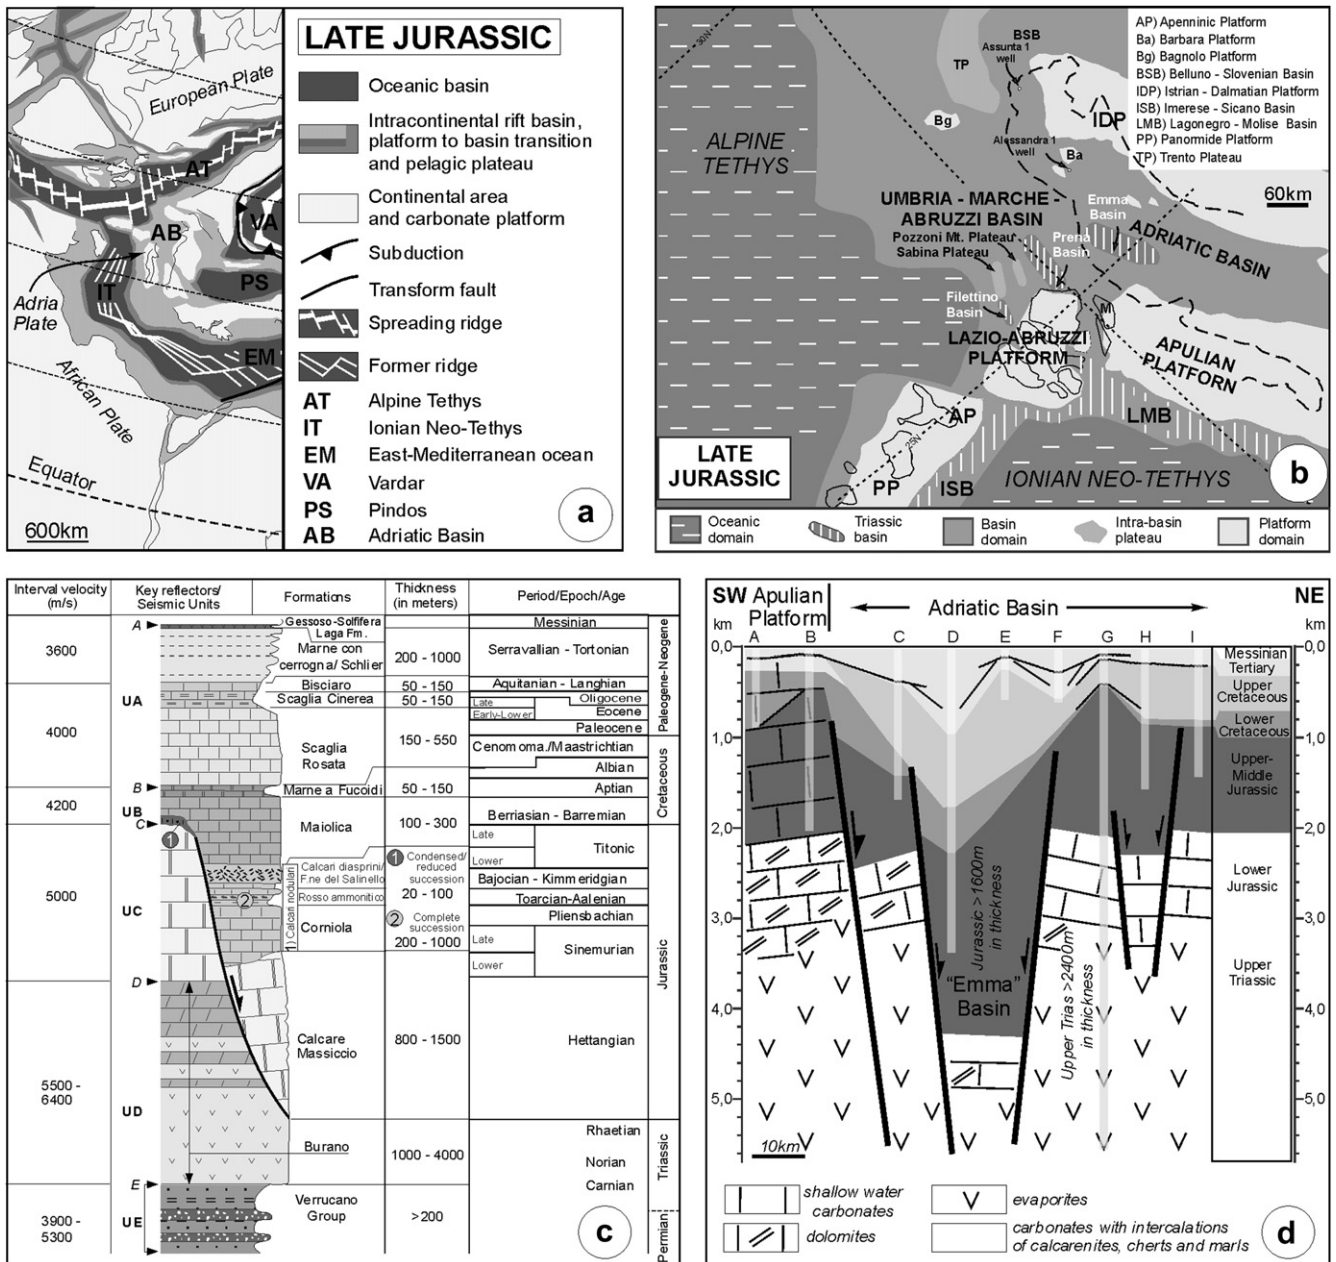 LATE JURASSIC
Oceanic basin
Intracontinental rift basin,
platform to basin transition
and pelagic plateau
Continental area
and carbonate platform
Subduction
Transform fault
Spreading ridge
Former ridge
AT Alpine Tethys
IT Ionian Neo-Tethys
EM East-Mediterranean ocean
VA Vardar
PS Pindos
AB Adriatic Basin
European Plate
AT
VA
AB
PS
IT
Adria
Plate
EM
African Plate
Equator
600km
a
AP) Apenninic Platform
Ba) Barbara Platform
Bg) Bagnolo Platform
BSB) Belluno - Slovenian Basin
IDP) Istrian - Dalmatian Platform
ISB) Imerese - Sicano Basin
LMB) Lagonegro - Molise Basin
PP) Panormide Platform
TP) Trento Plateau
60km
30N
BSB
Assunta 1
well
TP
Bg
IDP
Alessandra 1
well
Ba
ALPINE
TETHYS
UMBRIA - MARCHE -
ABRUZZI BASIN
Pozzoni Mt. Plateau
Sabina Plateau
Emma
Basin
Prena
Basin
ADRIATIC BASIN
Filettino
Basin
M
LAZIO-ABRUZZI
PLATFORM
APULIAN
PLATFORN
AP
LMB
25N
LATE
JURASSIC
PP
ISB
IONIAN NEO-TETHYS
b
Oceanic
domain
Triassic
basin
Basin
domain
Intra-basin
plateau
Platform
domain
Interval velocity
(m/s)
Key reflectors/
Seismic Units
Formations
Thickness
(in meters)
Period/Epoch/Age
3600
4000
4200
5000
5500 -
6400
3900 -
5300
A
UA
B
UB
C
1
UC
D
UD
E
UE
2
Gessoso-Solfifera
Laga Fm.
Marne con
cerrogna/ Schlier
Bisciaro
Scaglia Cinerea
Scaglia
Rosata
Marne a Fucoidi
Maiolica
Calcari diasprini/
F.ne del Salinello
Rosso ammonitico
Corniola
1) Calcari nodulari
Calcare
Massiccio
Burano
Verrucano
Group
200 - 1000
50 - 150
50 - 150
150 - 550
50 - 150
100 - 300
1 Condensed/
reduced
succession
20 - 100
2 Complete
succession
200 - 1000
800 - 1500
1000 - 4000
>200
Messinian
Serravallian - Tortonian
Aquitanian - Langhian
Late
Oligocene
Early-Lower
Eocene
Paleocene
Cenomoma./Maastrichtian
Albian
Aptian
Berriasian - Barremian
Late
Titonic
Lower
Bajocian - Kimmeridgian
Toarcian-Aalenian
Pliensbachian
Late
Sinemurian
Lower
Hettangian
Rhaetian
Norian
Carnian
Paleogene-Neogene
Cretaceous
Jurassic
Triassic
Permian
c
SW Apulian
Platform
Adriatic Basin
NE
km
A B C D E F G H I
km
0,0
1,0
2,0
3,0
4,0
5,0
0,0
1,0
2,0
3,0
4,0
5,0
Messinian
Tertiary
Upper
Cretaceous
Lower
Cretaceous
Upper-
Middle
Jurassic
Lower
Jurassic
Upper
Triassic
Jurassic >1600m
in thickness
"Emma"
Basin
Upper Trias >2400m
in thickness
10km
shallow water
carbonates
dolomites
evaporites
carbonates with intercalations
of calcarenites, cherts and marls
d